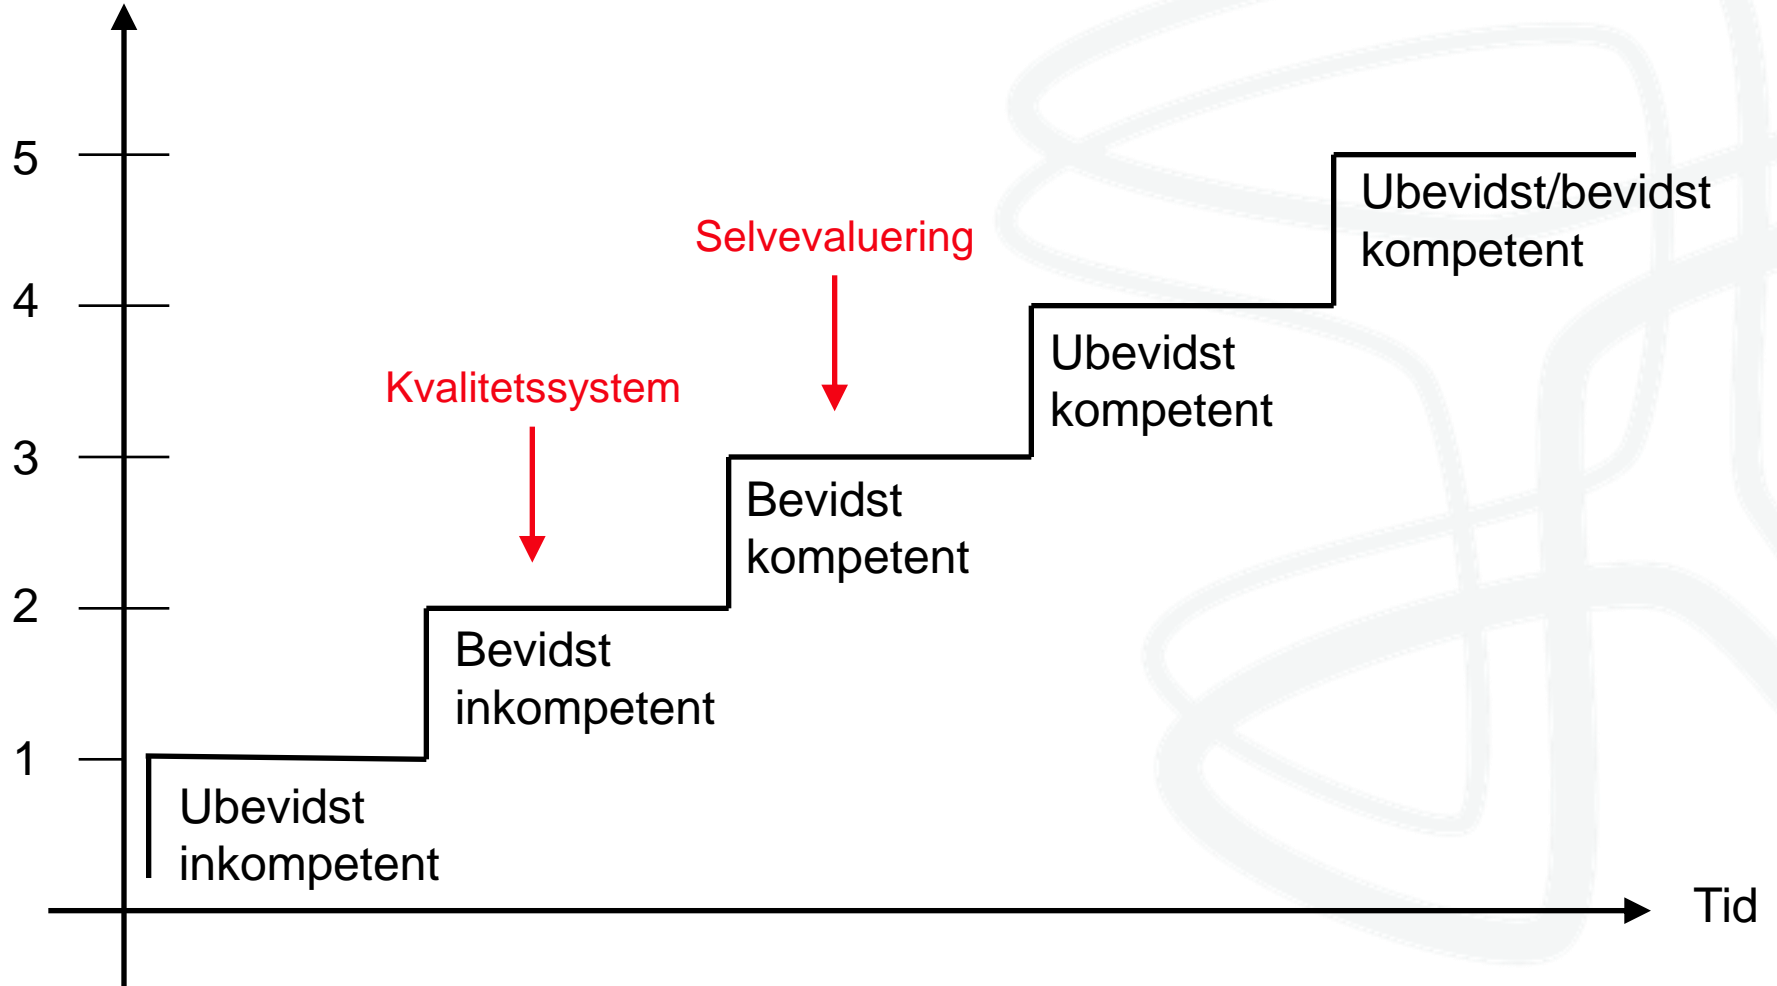 5
Ubevidst/bevidst
kompetent
Selvevaluering
4
Ubevidst
kompetent
Kvalitetssystem
3
Bevidst
kompetent
2
Bevidst
inkompetent
1
Ubevidst
inkompetent
Tid